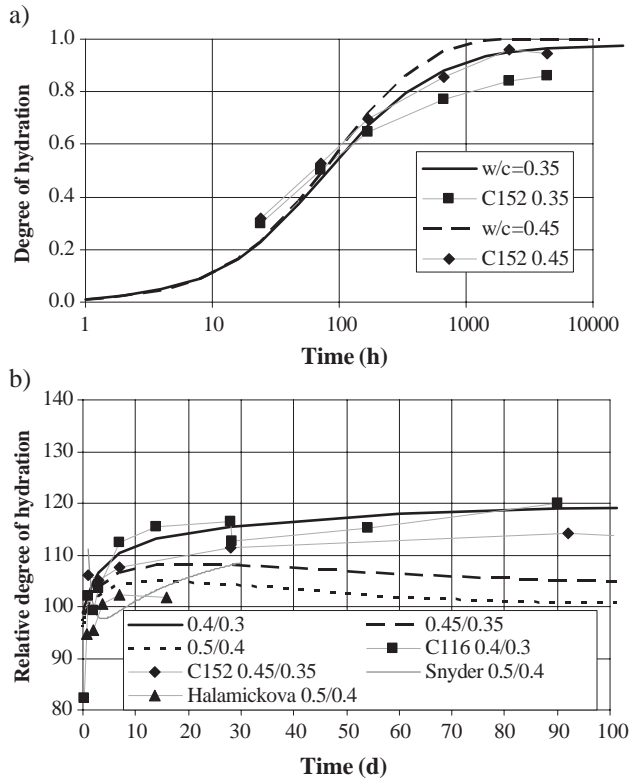 a)
Degree of hydration
1.0
0.8
0.6
0.4
0.2
0.0
w/c=0.35
C152 0.35
w/c=0.45
C152 0.45
1 10 100 1000 10000
Time (h)
b)
Relative degree of hydration
140
130
120
110
100
90
80
0.4/0.3 0.45/0.35
0.5/0.4 C116 0.4/0.3
C152 0.45/0.35 Snyder 0.5/0.4
Halamickova 0.5/0.4
0 10 20 30 40 50 60 70 80 90 100
Time (d)